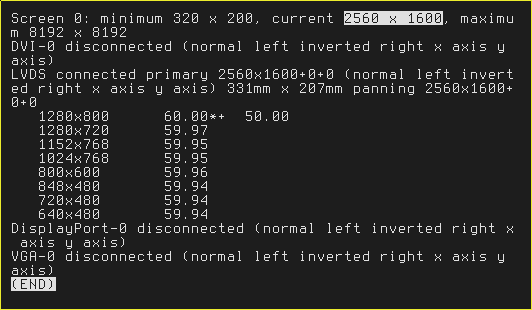 Screen 0: minimum 320 x 200, current 2560 x 1600, maximu
m 8192 x 8192
DVI-0 disconnected (normal left inverted right x axis y
axis)
LVDS connected primary 2560x1600+0+0 (normal left invert
ed right x axis y axis) 331mm x 207mm panning 2560x1600+
0+0
   1280x800       60.00*+   50.00
   1280x720       59.97
   1152x768       59.95
   1024x768       59.95
   800x600        59.96
   848x480        59.94
   720x480        59.94
   640x480        59.94
DisplayPort-0 disconnected (normal left inverted right x
 axis y axis)
VGA-0 disconnected (normal left inverted right x axis y
axis)
(END)